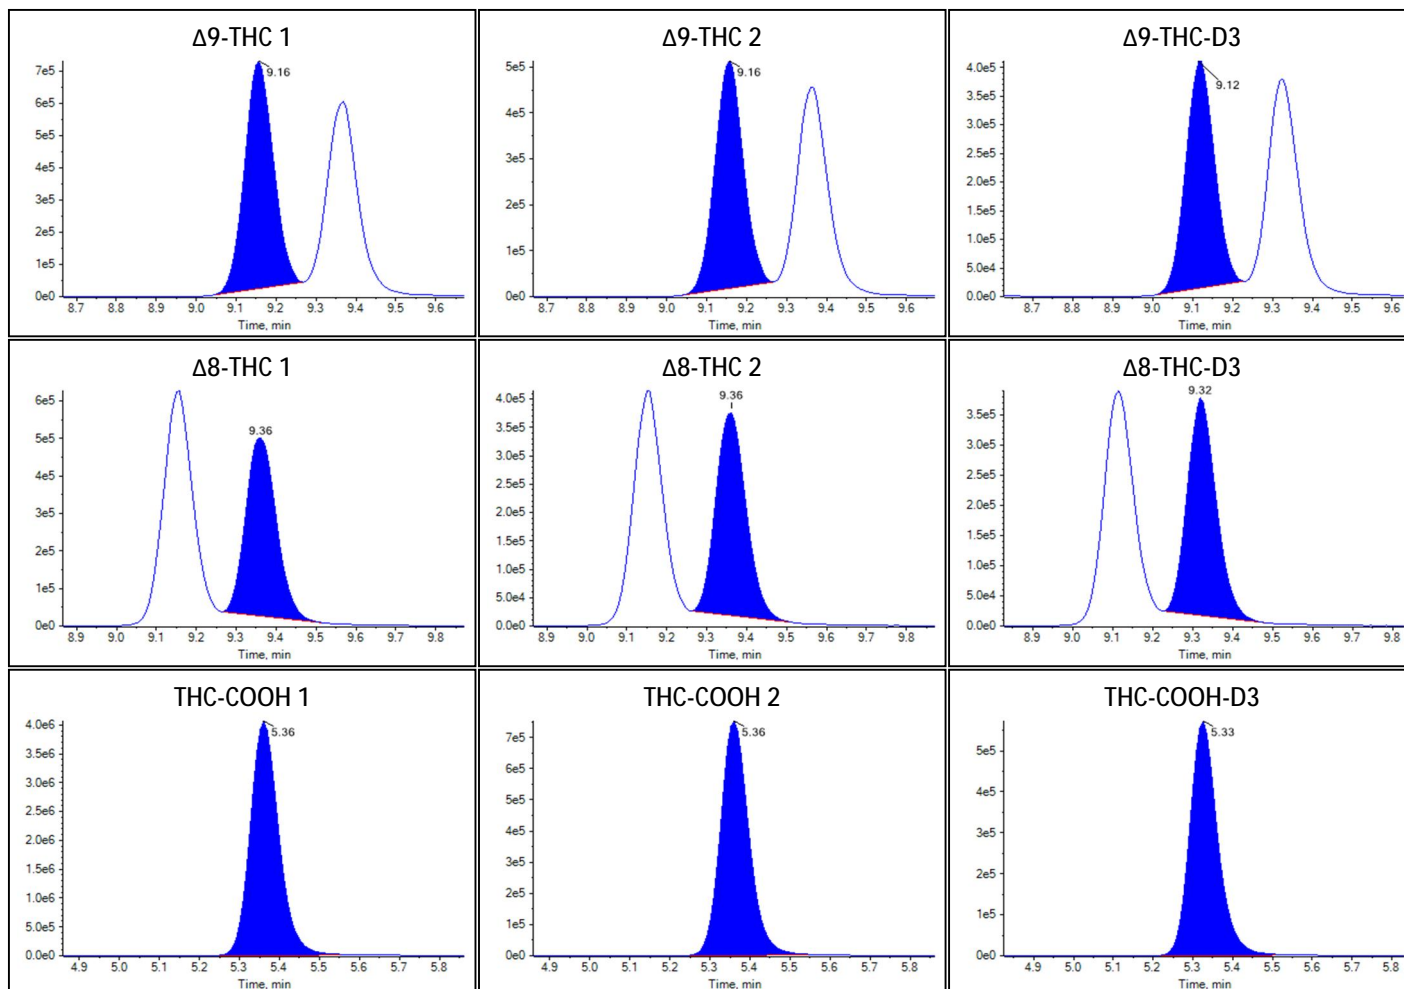 Δ9-THC 1
7e5
6e5
5e5
4e5
3e5
2e5
1e5
0e0
9.16
8.7 8.8 8.9 9.0 9.1 9.2 9.3 9.4 9.5 9.6
Time, min
Δ9-THC 2
5e5
4e5
3e5
2e5
1e5
0e0
9.16
8.7 8.8 8.9 9.0 9.1 9.2 9.3 9.4 9.5 9.6
Time, min
Δ9-THC-D3
4.0e5
3.5e5
3.0e5
2.5e5
2.0e5
1.5e5
1.0e5
5.0e4
0.0e0
9.12
8.7 8.8 8.9 9.0 9.1 9.2 9.3 9.4 9.5 9.6
Time, min
Δ8-THC 1
6e5
5e5
4e5
3e5
2e5
1e5
0e0
9.36
8.9 9.0 9.1 9.2 9.3 9.4 9.5 9.6 9.7 9.8
Time, min
Δ8-THC 2
4.0e5
3.5e5
3.0e5
2.5e5
2.0e5
1.5e5
1.0e5
5.0e4
0.0e0
9.36
8.9 9.0 9.1 9.2 9.3 9.4 9.5 9.6 9.7 9.8
Time, min
Δ8-THC-D3
3.5e5
3.0e5
2.5e5
2.0e5
1.5e5
1.0e5
5.0e4
0.0e0
9.32
8.9 9.0 9.1 9.2 9.3 9.4 9.5 9.6 9.7 9.8
Time, min
THC-COOH 1
4.0e6
3.5e6
3.0e6
2.5e6
2.0e6
1.5e6
1.0e6
5.0e5
0.0e0
5.36
4.9 5.0 5.1 5.2 5.3 5.4 5.5 5.6 5.7 5.8
Time, min
THC-COOH 2
7e5
6e5
5e5
4e5
3e5
2e5
1e5
0e0
5.36
4.9 5.0 5.1 5.2 5.3 5.4 5.5 5.6 5.7 5.8
Time, min
THC-COOH-D3
5e5
4e5
3e5
2e5
1e5
0e0
5.33
4.9 5.0 5.1 5.2 5.3 5.4 5.5 5.6 5.7 5.8
Time, min